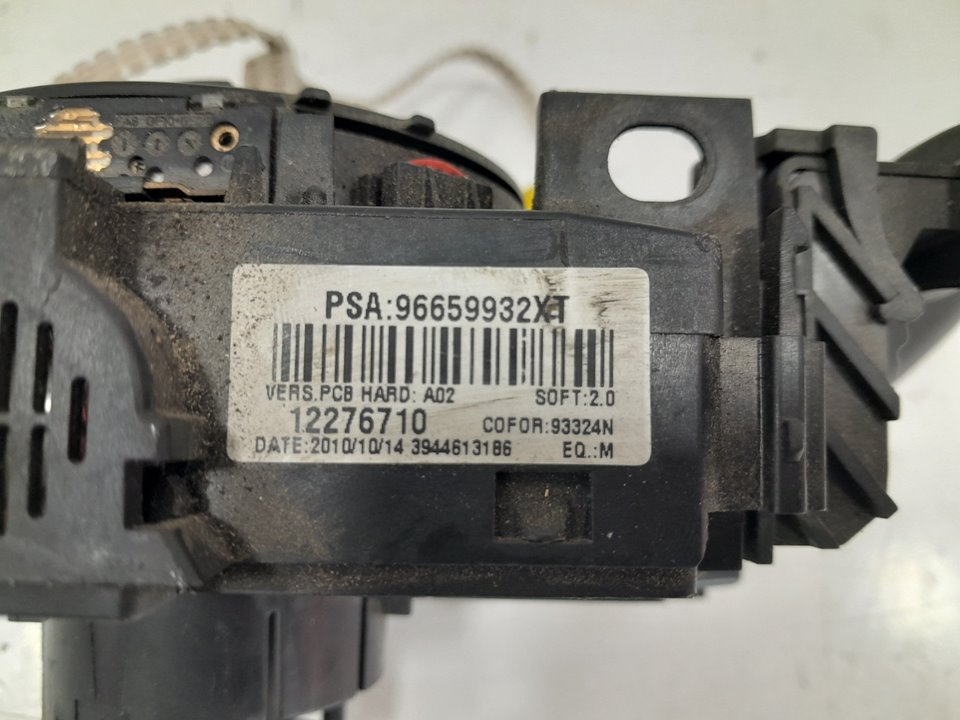 PSA:96659932XT
VERS.PCB HARD: A02 SOFT:2.0
12276710 COFOR:93324N
DATE:2010/10/14 3944613186 EQ.:M